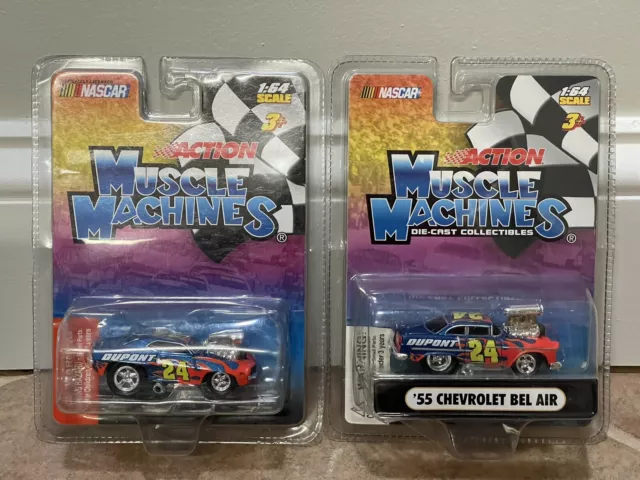 NASCAR
1:64
SCALE
3+
ACTION
MUSCLE
MACHINES
®
DUPONT
24
NASCAR
1:64
SCALE
3+
ACTION
MUSCLE
MACHINES
DIE-CAST COLLECTIBLES
®
24
DUPONT
24
'55 CHEVROLET BEL AIR